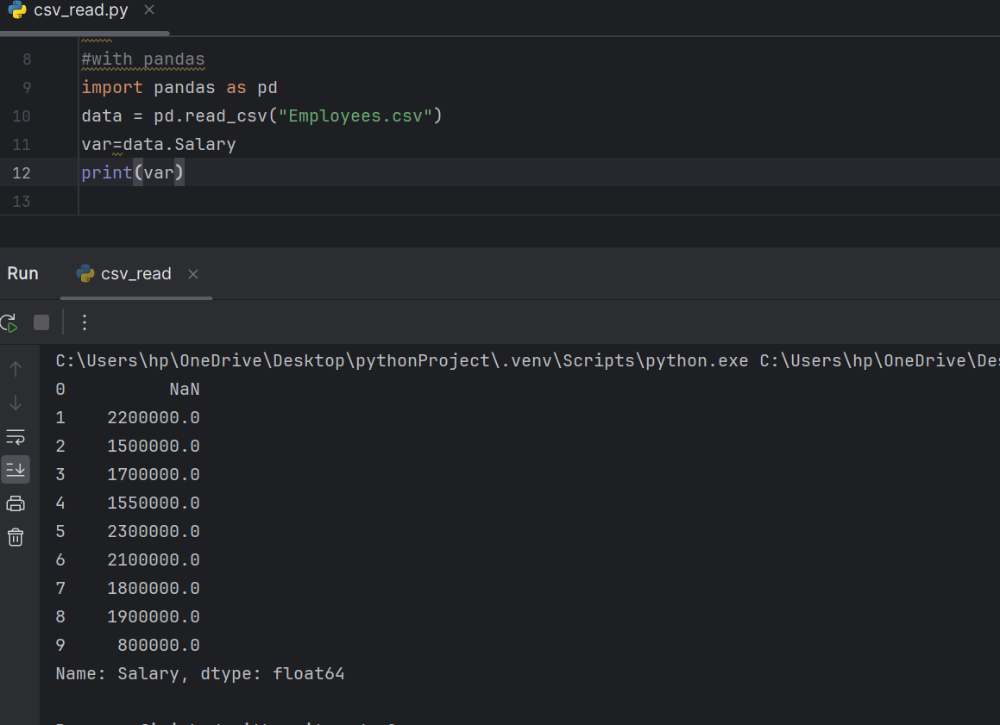 csv_read.py
8 #with pandas
9 import pandas as pd
10 data = pd.read_csv("Employees.csv")
11 var=data.Salary
12 print(var)
13
Run csv_read
C:\Users\hp\OneDrive\Desktop\pythonProject\.venv\Scripts\python.exe C:\Users\hp\OneDrive\
0 NaN
1 2200000.0
2 1500000.0
3 1700000.0
4 1550000.0
5 2300000.0
6 2100000.0
7 1800000.0
8 1900000.0
9 800000.0
Name: Salary, dtype: float64